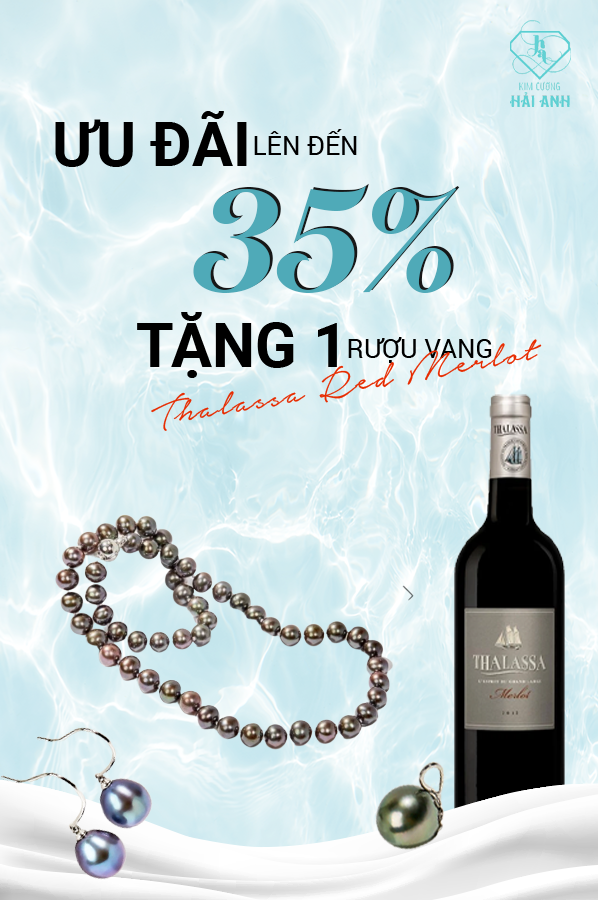 KIM CƯƠNG
HẢI ANH
ƯU ĐÃI LÊN ĐẾN
35%
TẶNG 1 RƯỢU VANG
Thalassa Red Merlot
THALASSA
THALASSA
Merlot